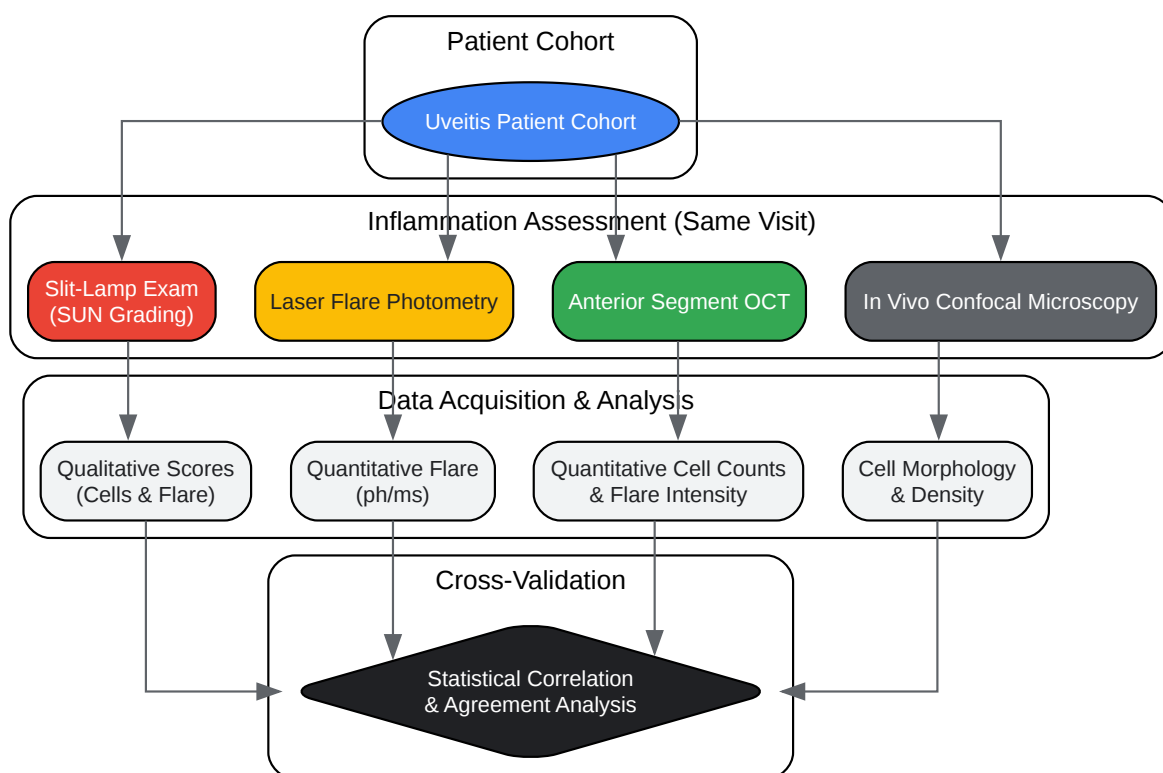 Patient Cohort
Uveitis Patient Cohort
Inflammation Assessment (Same Visit)
Slit-Lamp Exam
(SUN Grading)
Laser Flare Photometry
Anterior Segment OCT
In Vivo Confocal Microscopy
Data Acquisition & Analysis
Qualitative Scores
(Cells & Flare)
Quantitative Flare
(ph/ms)
Quantitative Cell Counts
& Flare Intensity
Cell Morphology
& Density
Cross-Validation
Statistical Correlation
& Agreement Analysis